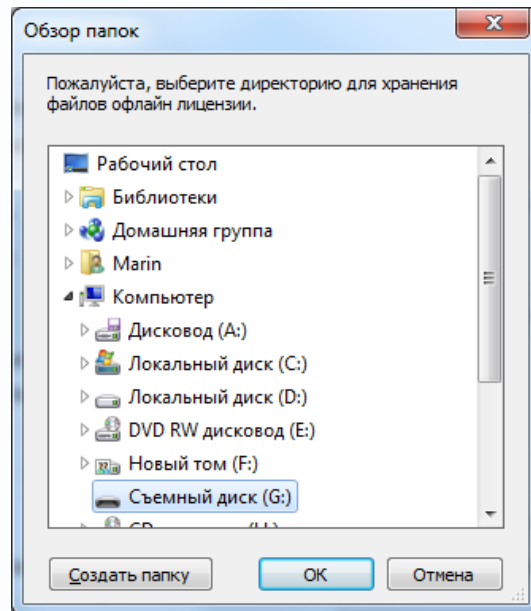 Обзор папок
Пожалуйста, выберите директорию для хранения
файлов офлайн лицензии.
Рабочий стол
Библиотеки
Домашняя группа
Marin
Компьютер
Дисковод (A:)
Локальный диск (C:)
Локальный диск (D:)
DVD RW дисковод (E:)
Новый том (F:)
Съемный диск (G:)
Создать папку
ОК
Отмена